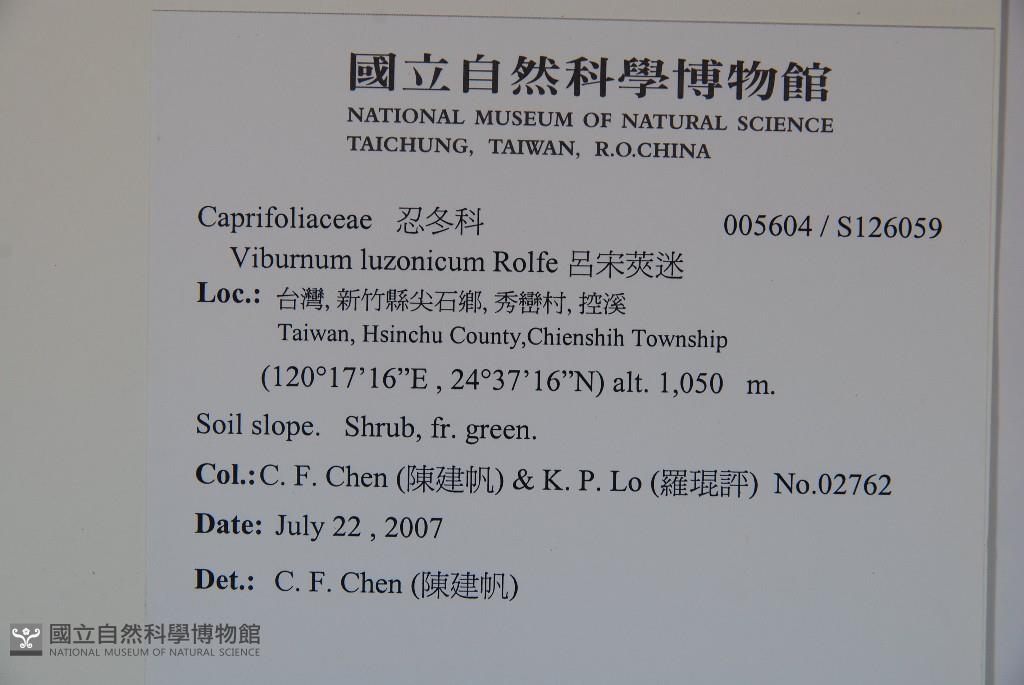 國立自然科學博物館
NATIONAL MUSEUM OF NATURAL SCIENCE
TAICHUNG, TAIWAN, R.O.CHINA
Caprifoliaceae 忍冬科 005604 / S126059
Viburnum luzonicum Rolfe 呂宋莢迷
Loc.: 台灣, 新竹縣尖石鄉, 秀巒村, 控溪
Taiwan, Hsinchu County,Chienshih Township
(120°17’16”E , 24°37’16”N) alt. 1,050 m.
Soil slope. Shrub, fr. green.
Col.: C. F. Chen (陳建帆) & K. P. Lo (羅琨評) No.02762
Date: July 22 , 2007
Det.: C. F. Chen (陳建帆)
國立自然科學博物館
NATIONAL MUSEUM OF NATURAL SCIENCE